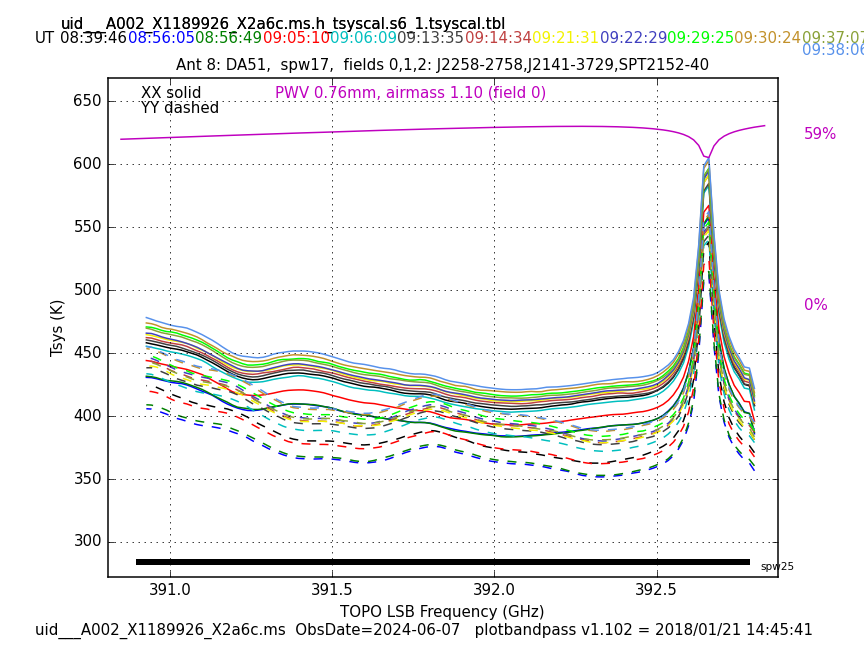 uid___A002_X1189926_X2a6c.ms.h_tsyscal.s6_1.tsyscal.tbl
UT 08:39:46 08:56:05 08:56:49 09:05:10 09:06:09 09:13:35 09:14:34 09:21:31 09:22:29 09:29:25 09:30:24 09:37:07
09:38:06
Ant 8: DA51, spw17, fields 0,1,2: J2258-2758,J2141-3729,SPT2152-40
XX solid
YY dashed
PWV 0.76mm, airmass 1.10 (field 0)
650
600
550
500
450
400
350
300
59%
0%
Tsys (K)
spw25
391.0 391.5 392.0 392.5
TOPO LSB Frequency (GHz)
uid___A002_X1189926_X2a6c.ms ObsDate=2024-06-07 plotbandpass v1.102 = 2018/01/21 14:45:41